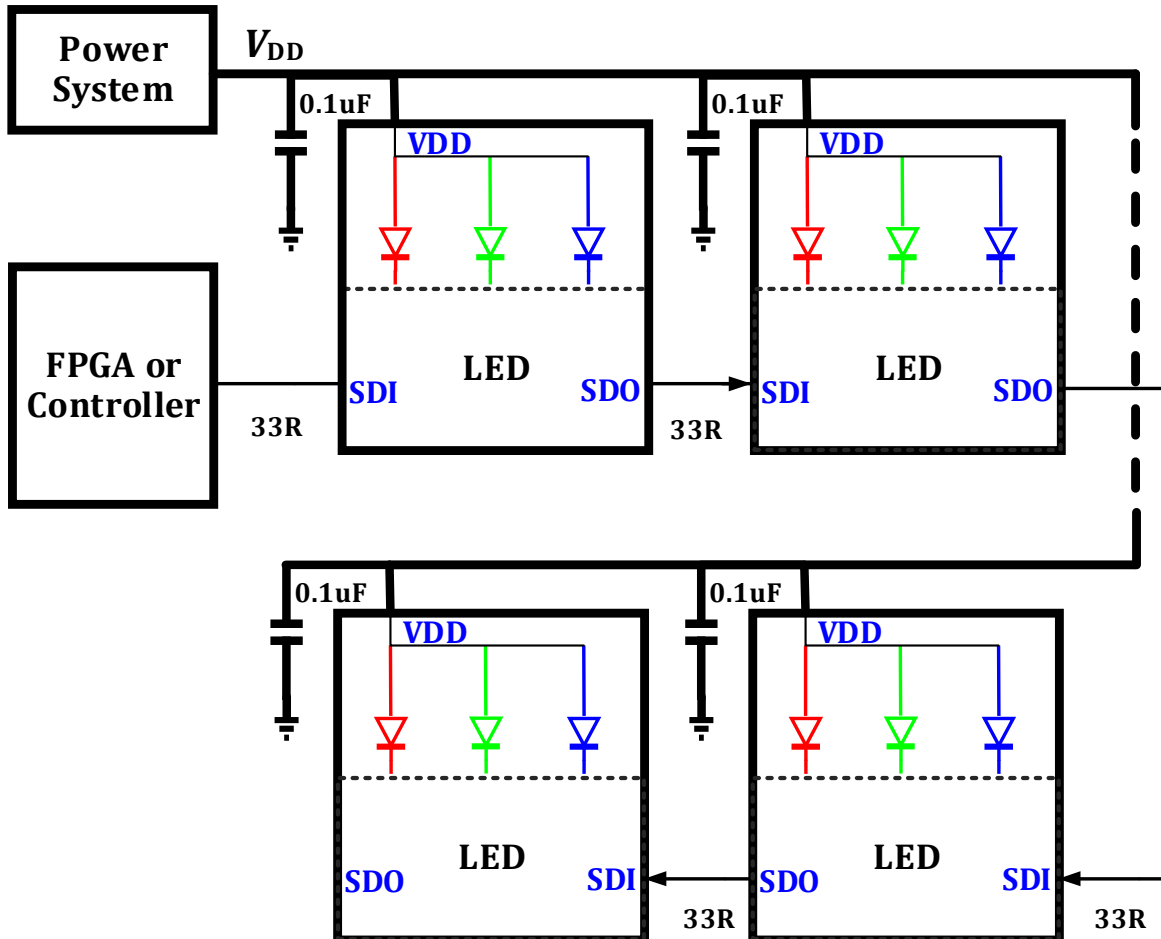 Power
System
VDD
0.1uF
0.1uF
VDD
VDD
FPGA or
Controller
LED
LED
SDI
SDO
SDI
SDO
33R
33R
0.1uF
0.1uF
VDD
VDD
LED
LED
SDO
SDI
SDO
SDI
33R
33R